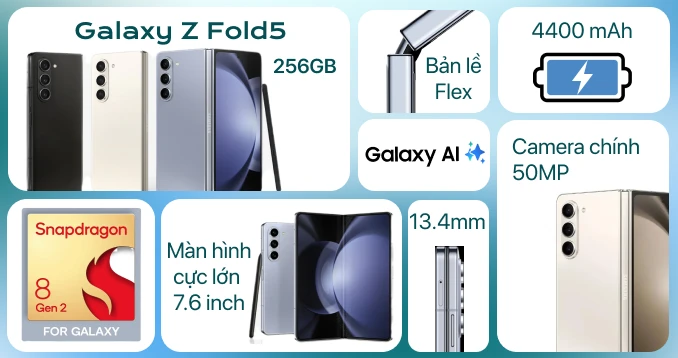 Galaxy Z Fold5
256GB
Bản lề
Flex
4400 mAh
Galaxy AI
Camera chính
50MP
Snapdragon
8
Gen 2
FOR GALAXY
Màn hình
cực lớn
7.6 inch
13.4mm